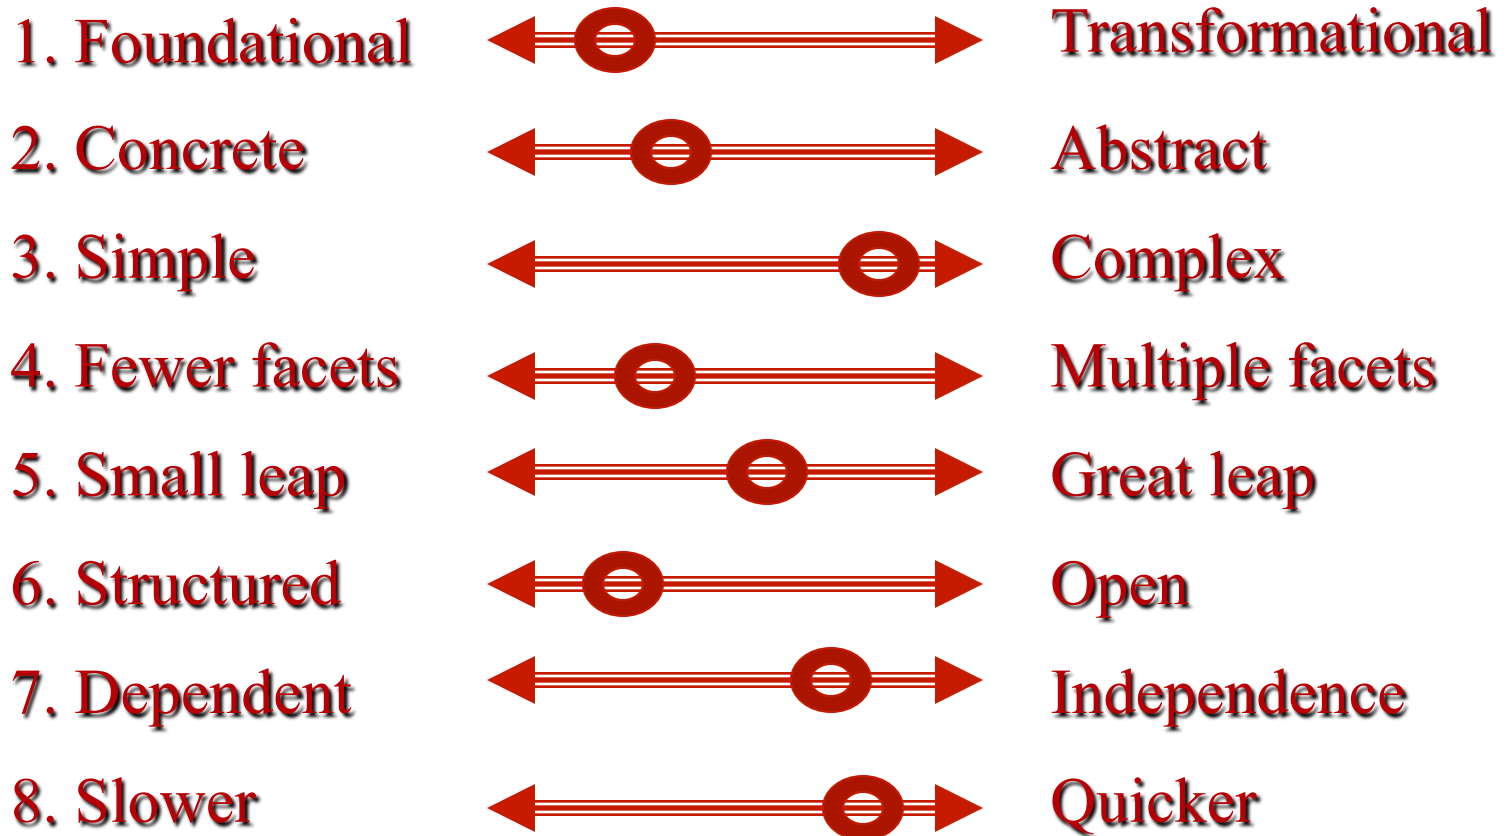 1. Foundational Transformational
2. Concrete Abstract
3. Simple Complex
4. Fewer facets Multiple facets
5. Small leap Great leap
6. Structured Open
7. Dependent Independence
8. Slower Quicker